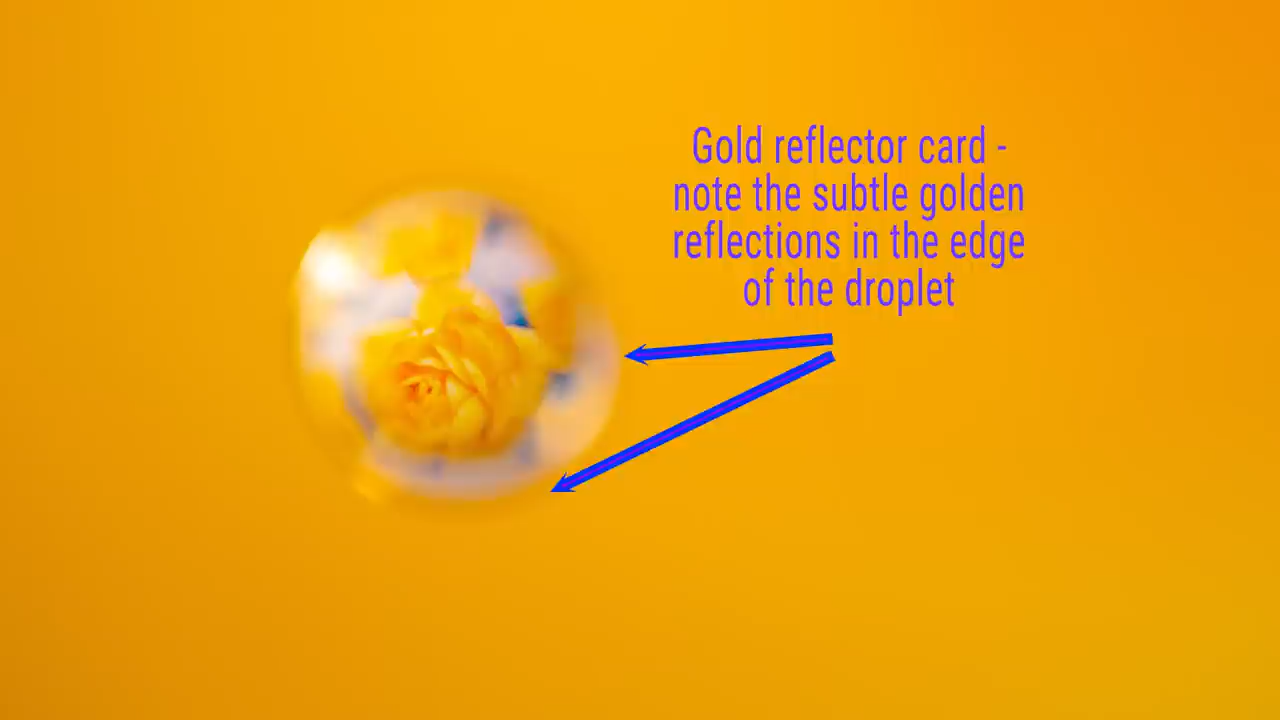 Gold reflector card -
note the subtle golden
reflections in the edge
of the droplet